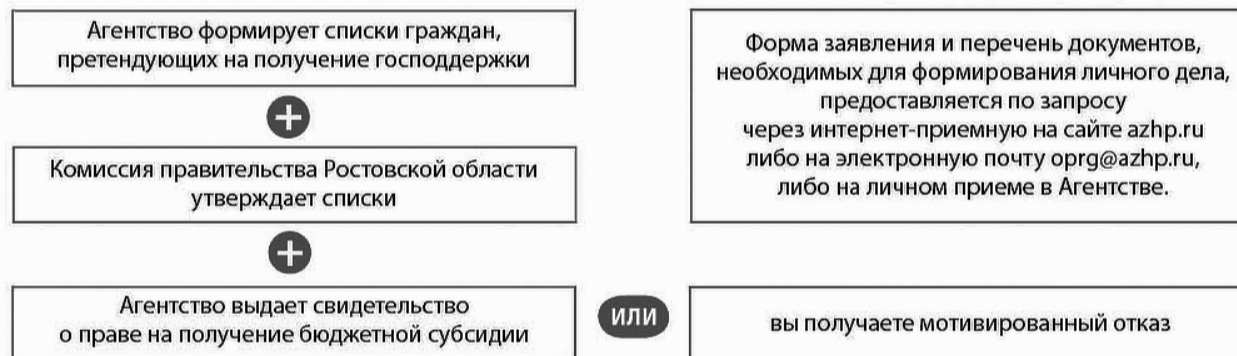 Агентство формирует списки граждан,
претендующих на получение господдержки
+
Комиссия правительства Ростовской области
утверждает списки
+
Агентство выдает свидетельство
о праве на получение бюджетной субсидии
или
вы получаете мотивированный отказ
Форма заявления и перечень документов,
необходимых для формирования личного дела,
предоставляется по запросу
через интернет-приемную на сайте azhp.ru
либо на электронную почту oprg@azhp.ru,
либо на личном приеме в Агентстве.